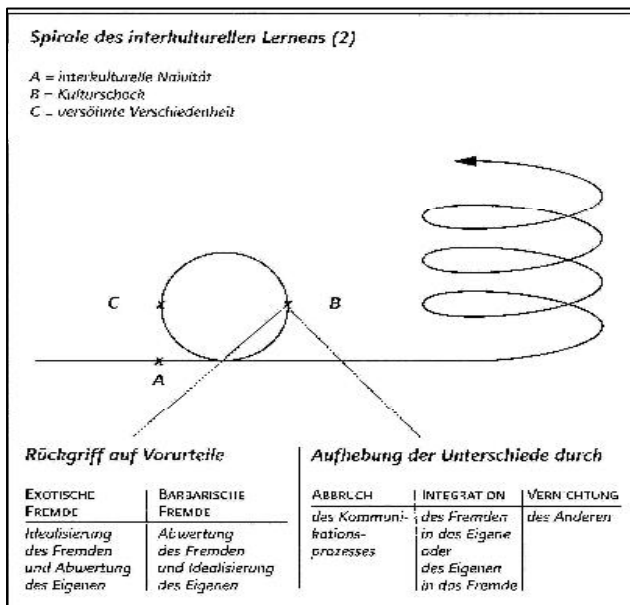 Spirale des interkulturellen Lernens (2)
A = interkulturelle Naivität
B = Kulturschock
C = versöhnte Verschiedenheit
C
B
A
Rückgriff auf Vorurteile
EXOTISCHE FREMDE
Idealisierung
des Fremden
und Abwertung
des Eigenen
BARBARISCHE FREMDE
Abwertung
des Fremden
und Idealisierung
des Eigenen
Aufhebung der Unterschiede durch
ABBRUCH
des Kommuni-
kations-
prozesses
INTEGRATION
des Fremden
in das Eigene
oder
des Eigenen
in das Fremde
VERNICHTUNG
des Anderen